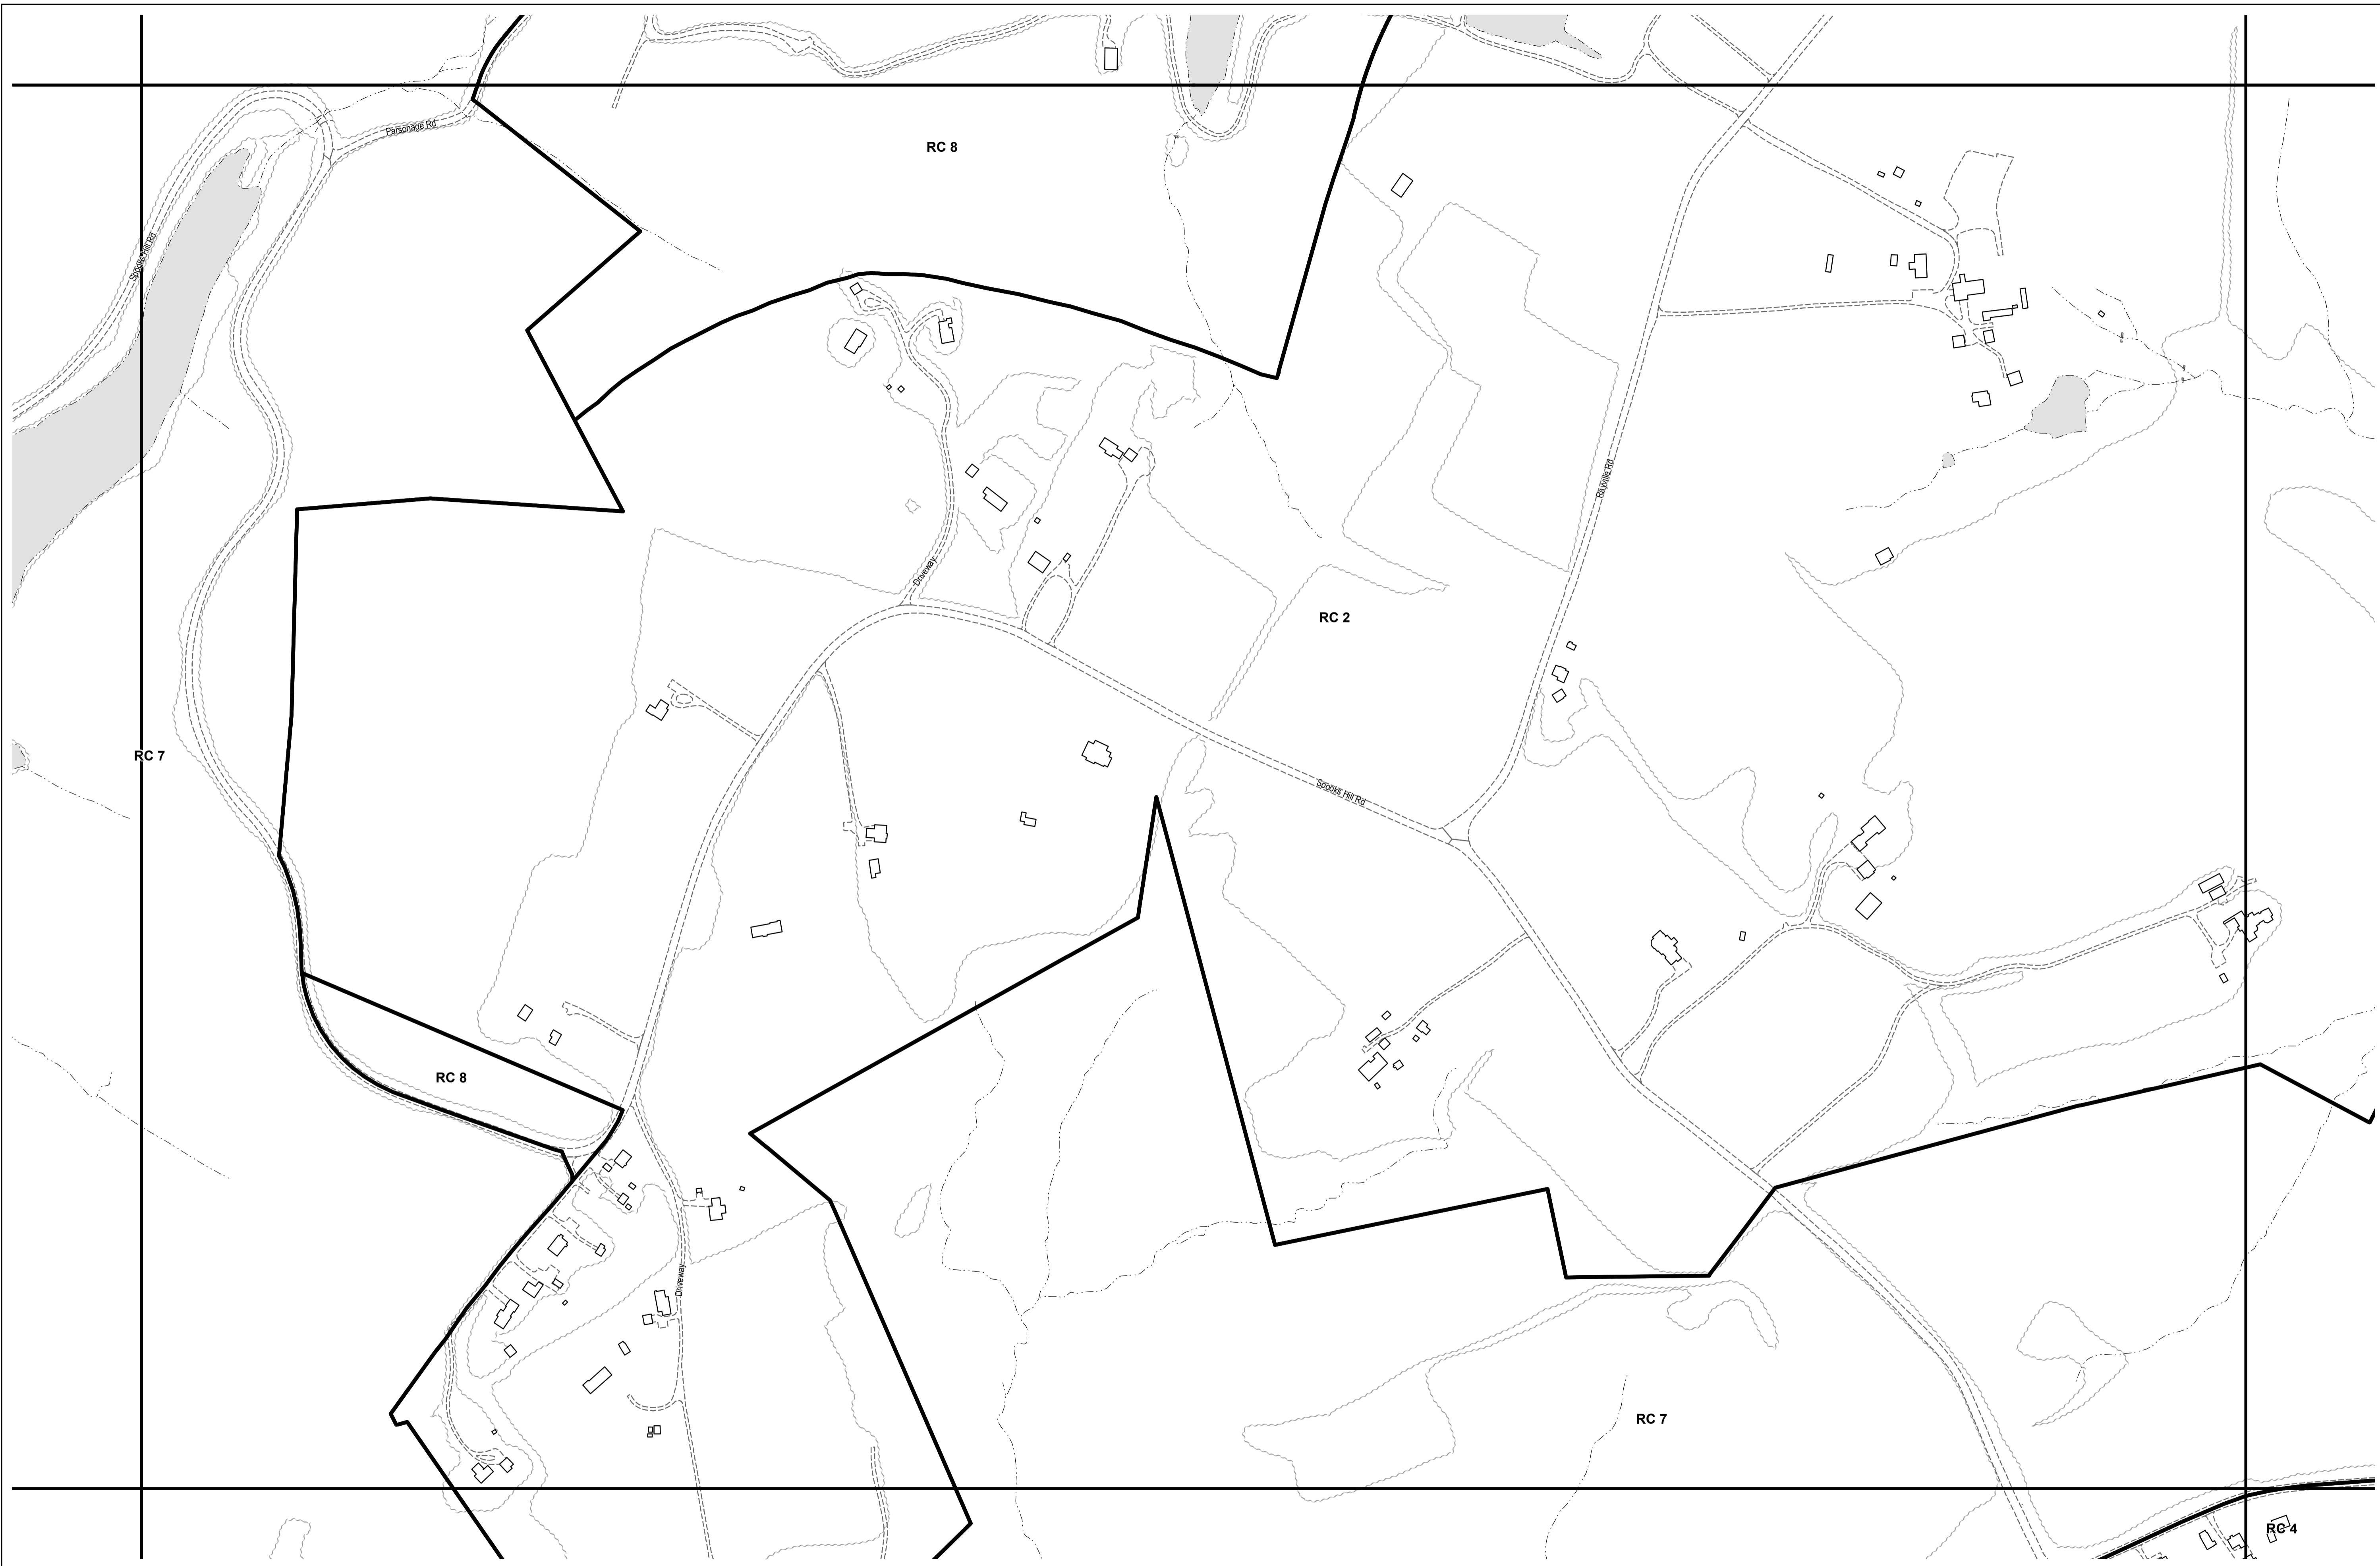 Parsonage Rd
RC 8
Spooks Hill Rd
Rayville Rd
Driveway
RC 2
RC 7
Spooks Hill Rd
RC 8
Driveway
RC 7
RC 4